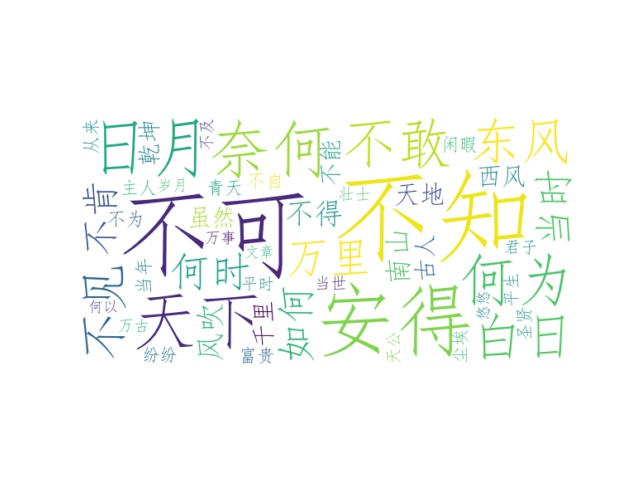 从来
日月
乾坤
不及
奈何
不能
不敢
闲暇
东风
不肯
主人
岁月
青天
不自
壮士
天地
西风
当时
不为
虽然
不可
不得
不知
万事
万里
文章
南山
古人
君子
不见
当年
何时
平时
当世
何为
何以
万古
天下
千里
如何
安得
悠悠
平生
白日
圣贤
纷纷
风吹
富贵
天公
尘埃